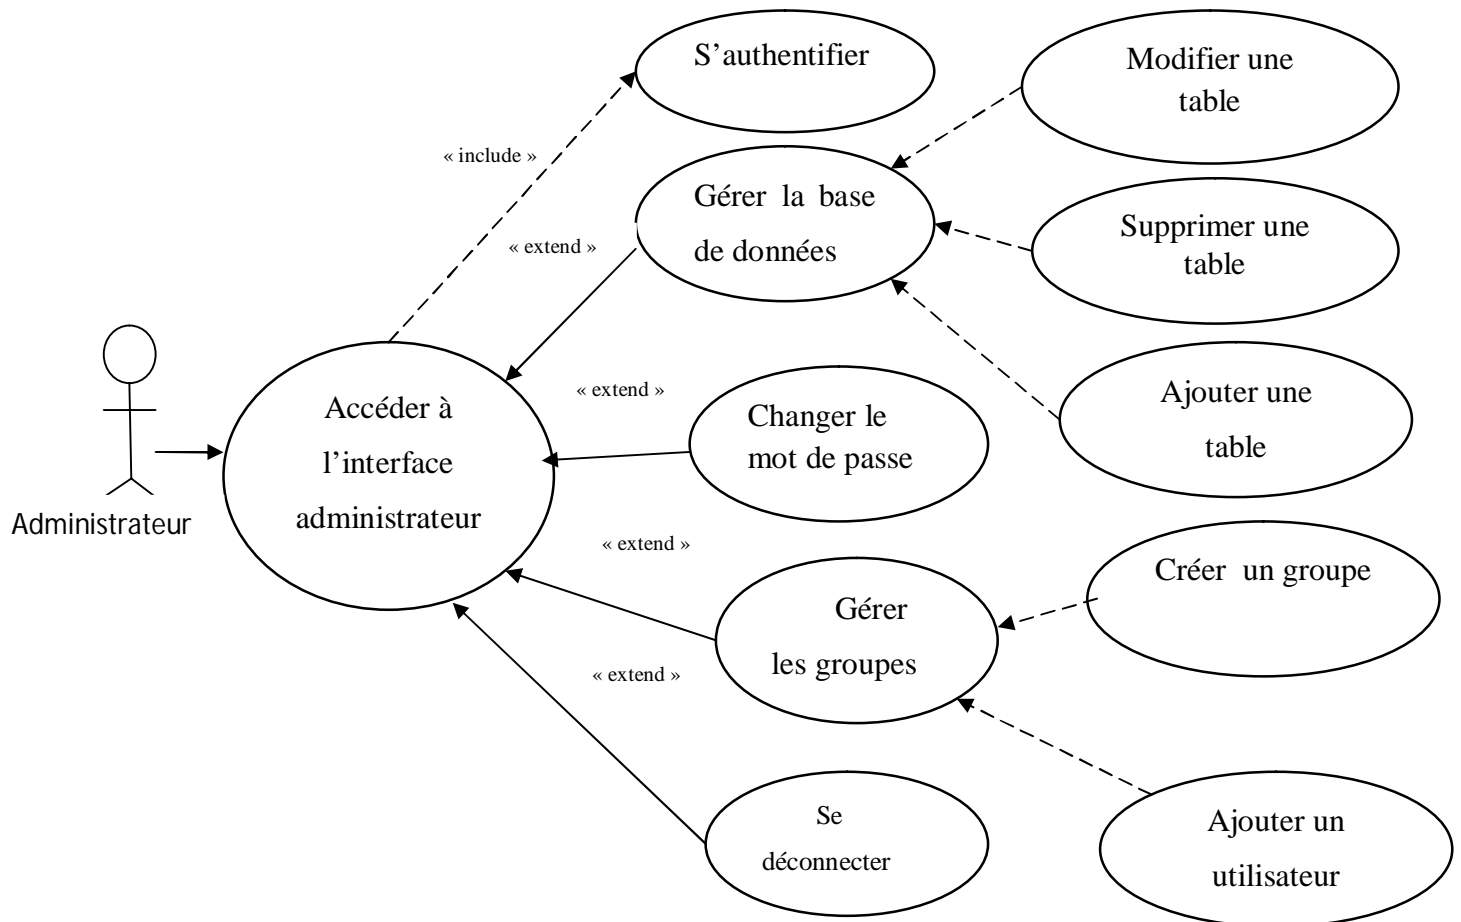 S’authentifier
Modifier une
table
« include »
Gérer la base
de données
« extend »
Supprimer une
table
Accéder à
l’interface
administrateur
« extend »
Changer le
mot de passe
Ajouter une
table
Administrateur
« extend »
Gérer
les groupes
Créer un groupe
« extend »
Se
déconnecter
Ajouter un
utilisateur